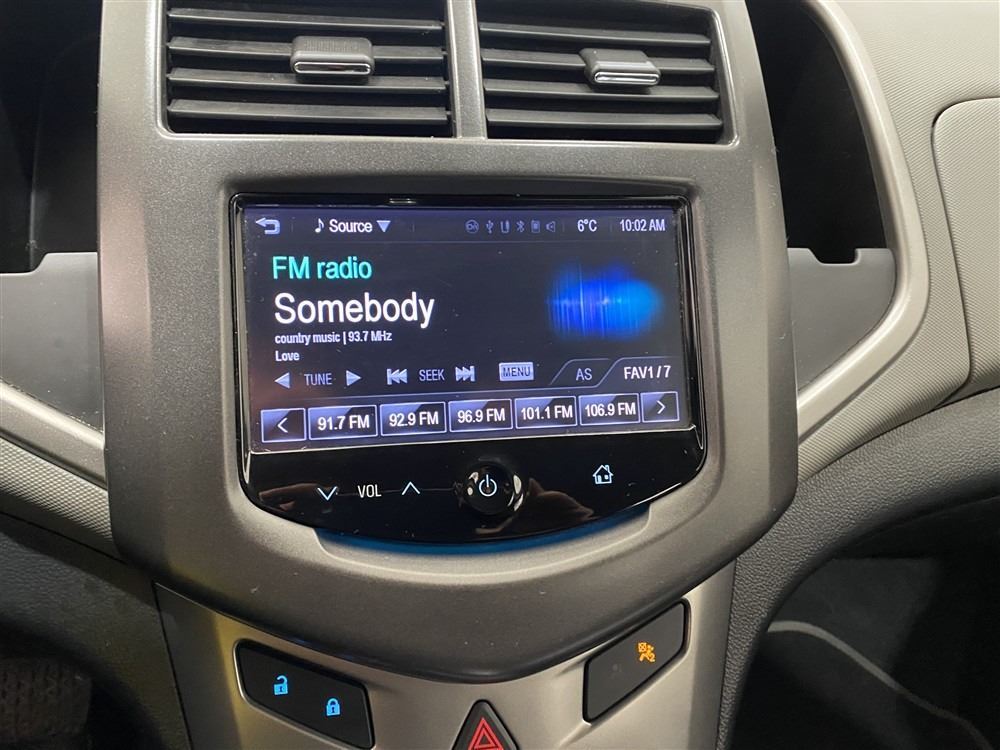 Source 6°C 10:02 AM
FM radio
Somebody
country music | 93.7 MHz
Love
TUNE SEEK MENU AS FAV1 / 7
91.7 FM 92.9 FM 96.9 FM 101.1 FM 106.9 FM
VOL